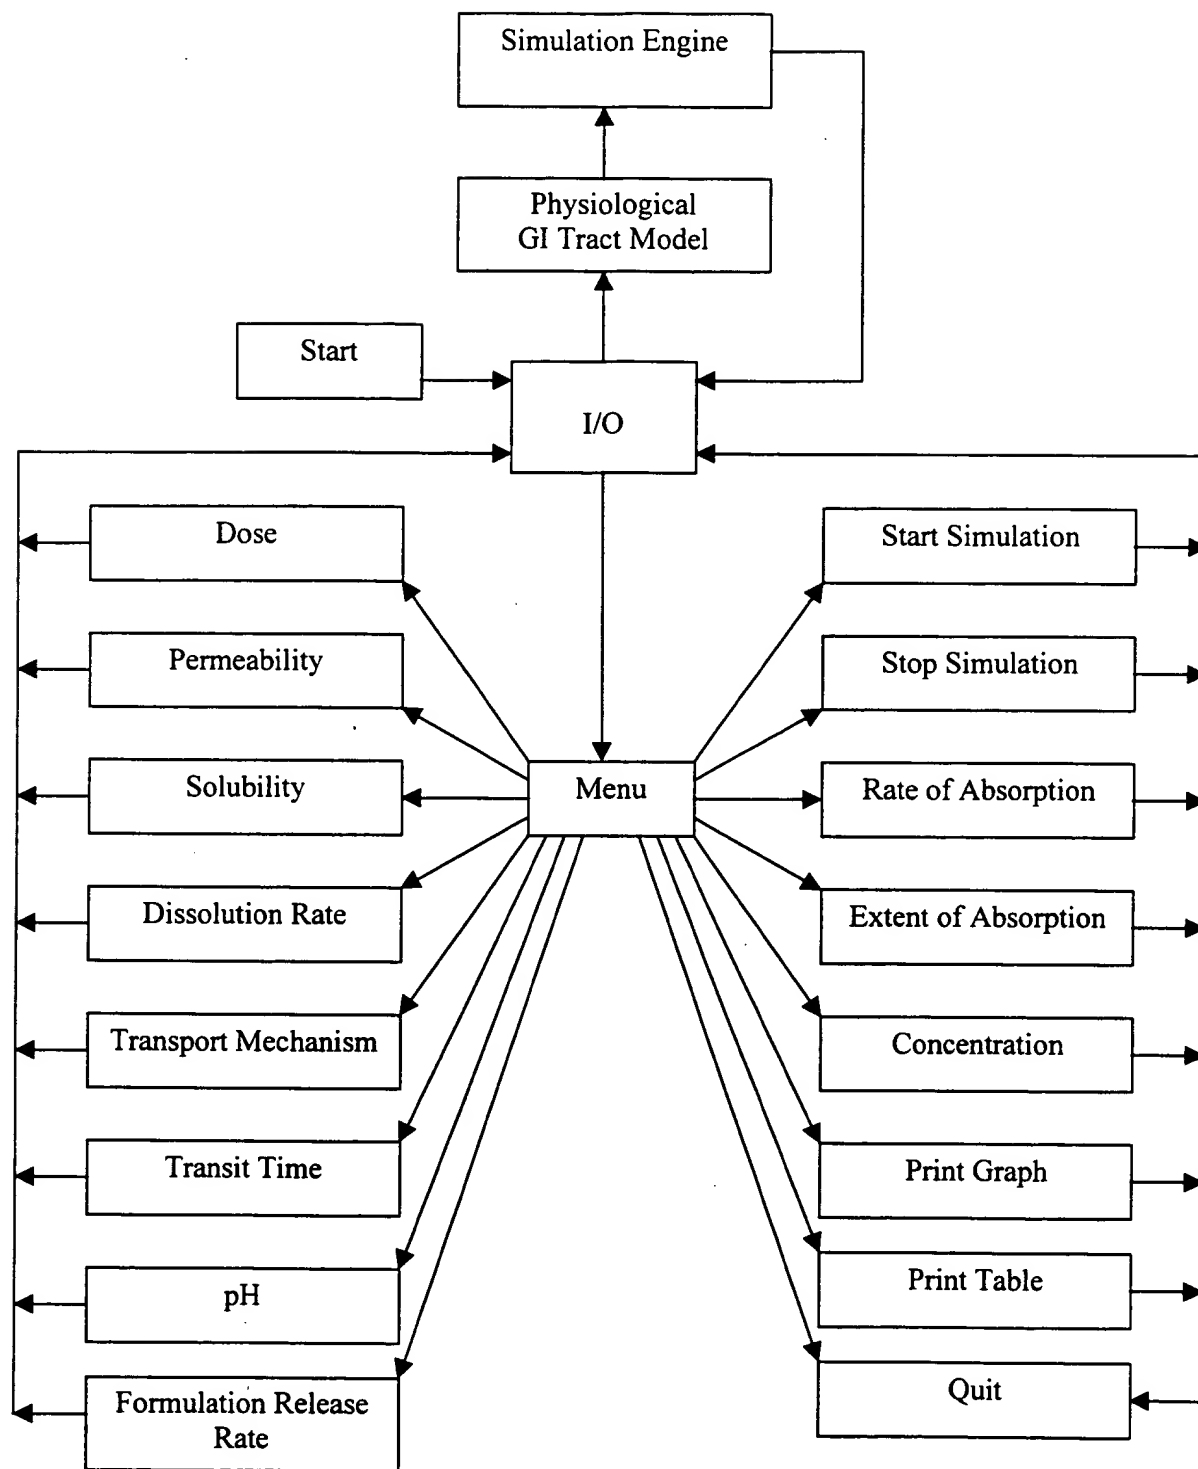 Simulation Engine
Physiological
GI Tract Model
Start
I/O
Dose
Start Simulation
Permeability
Stop Simulation
Solubility
Menu
Rate of Absorption
Dissolution Rate
Extent of Absorption
Transport Mechanism
Concentration
Transit Time
Print Graph
pH
Print Table
Formulation Release
Rate
Quit